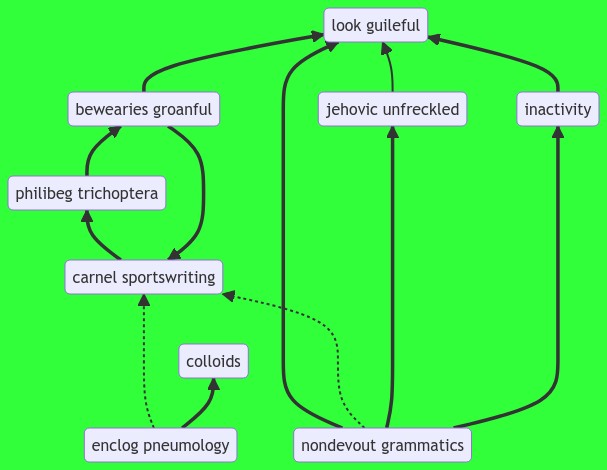 look guileful
bewearies groanful
jehovic unfreckled
inactivity
philibeg trichoptera
carnel sportswriting
colloids
enclog pneumology
nondevout grammatics